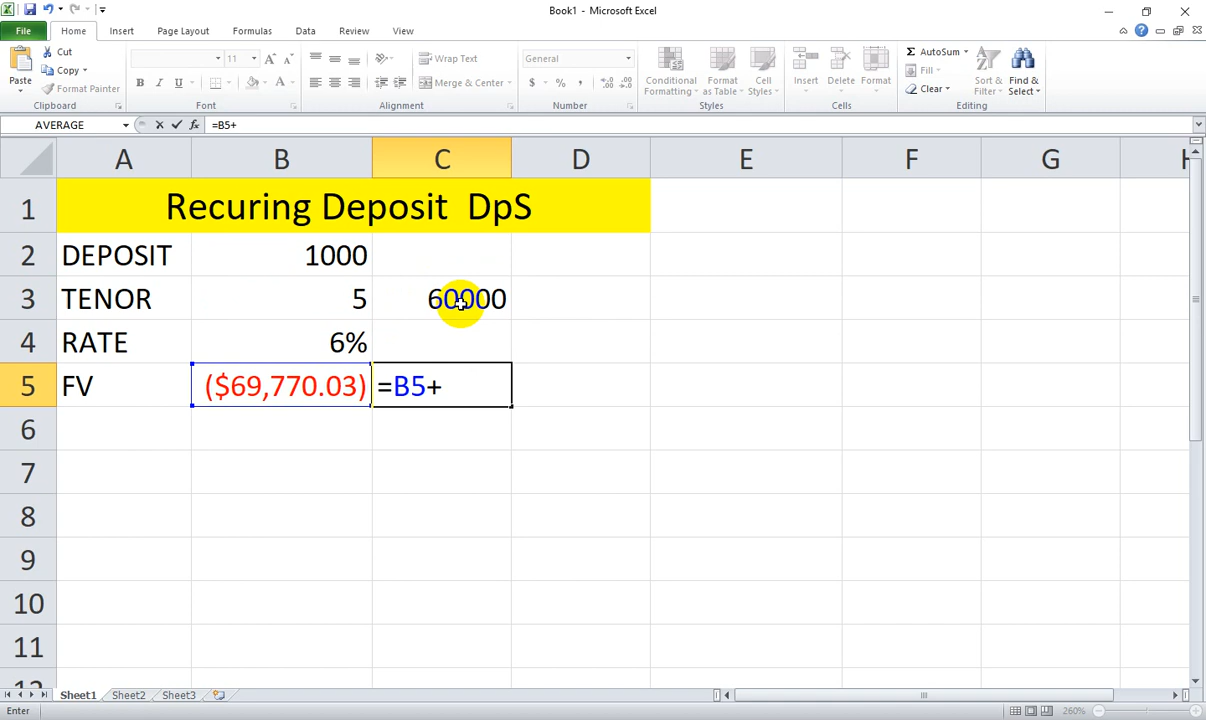 Book1 - Microsoft Excel
File Home Insert Page Layout Formulas Data Review View
Cut
Copy
Format Painter
Paste
Clipboard
11
B I U
A
Font
Wrap Text
Merge & Center
Alignment
General
$ % ,
Number
Conditional Formatting
Format as Table
Cell Styles
Styles
Insert Delete Format
Cells
Σ AutoSum
Fill
Clear
Sort & Filter
Find & Select
Editing
AVERAGE fx =B5+
A B C D E F G H
1 Recuring Deposit DpS
2 DEPOSIT 1000
3 TENOR 5 60000
4 RATE 6%
5 FV ($69,770.03) =B5+
6
7
8
9
10
11
12
Sheet1 Sheet2 Sheet3
Enter 260%